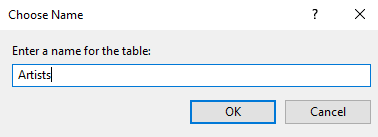 Choose Name
Enter a name for the table:
Artists
OK Cancel